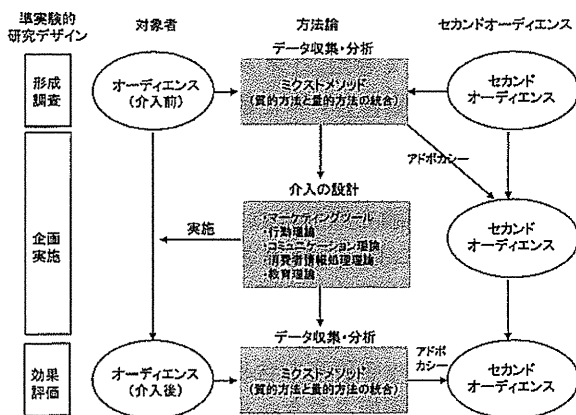 準実験的
研究デザイン
対象者
方法論
セカンドオーディエンス
データ収集・分析
形成
調査
オーディエンス
(介入前)
ミクストメソッド
(質的方法と量的方法の統合)
セカンド
オーディエンス
アドボカシー
介入の設計
企画
実施
実施
・マーケティングツール
・行動理論
・コミュニケーション理論
・消費者情報処理理論
・教育理論
セカンド
オーディエンス
データ収集・分析
効果
評価
オーディエンス
(介入後)
ミクストメソッド
(質的方法と量的方法の統合)
アドボ
カシー
セカンド
オーディエンス